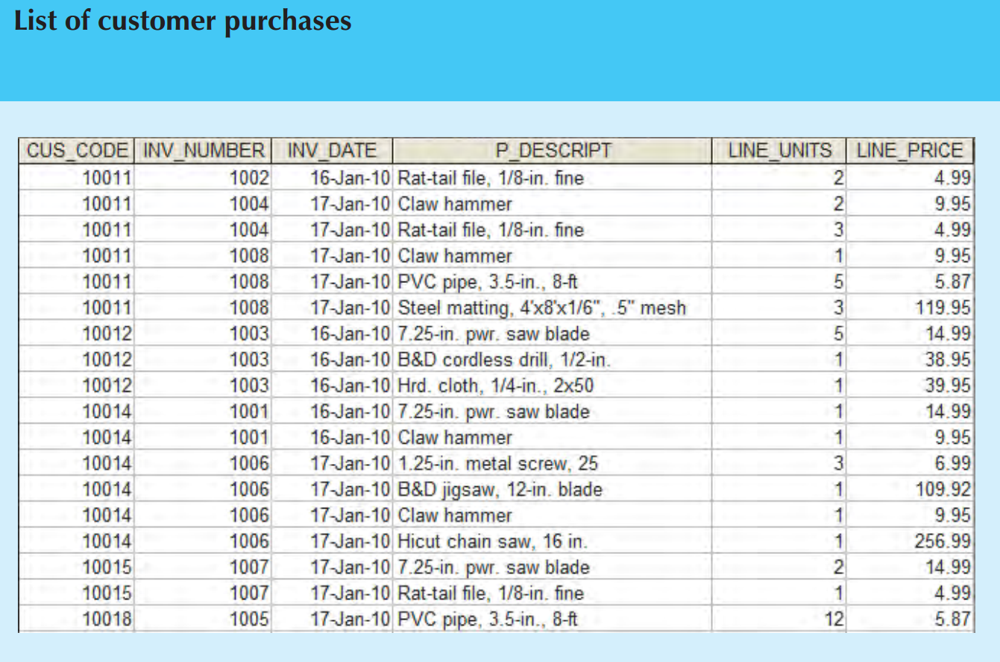 List of customer purchases
CUS_CODE INV_NUMBER INV_DATE P_DESCRIPT LINE_UNITS LINE_PRICE
10011 1002 16-Jan-10 Rat-tail file, 1/8-in. fine 2 4.99
10011 1004 17-Jan-10 Claw hammer 2 9.95
10011 1004 17-Jan-10 Rat-tail file, 1/8-in. fine 3 4.99
10011 1008 17-Jan-10 Claw hammer 1 9.95
10011 1008 17-Jan-10 PVC pipe, 3.5-in., 8-ft 5 5.87
10011 1008 17-Jan-10 Steel matting, 4'x8'x1/6", .5" mesh 3 119.95
10012 1003 16-Jan-10 7.25-in. pwr. saw blade 5 14.99
10012 1003 16-Jan-10 B&D cordless drill, 1/2-in. 1 38.95
10012 1003 16-Jan-10 Hrd. cloth, 1/4-in., 2x50 1 39.95
10014 1001 16-Jan-10 7.25-in. pwr. saw blade 1 14.99
10014 1001 16-Jan-10 Claw hammer 1 9.95
10014 1006 17-Jan-10 1.25-in. metal screw, 25 3 6.99
10014 1006 17-Jan-10 B&D jigsaw, 12-in. blade 1 109.92
10014 1006 17-Jan-10 Claw hammer 1 9.95
10014 1006 17-Jan-10 Hicut chain saw, 16 in. 1 256.99
10015 1007 17-Jan-10 7.25-in. pwr. saw blade 2 14.99
10015 1007 17-Jan-10 Rat-tail file, 1/8-in. fine 1 4.99
10018 1005 17-Jan-10 PVC pipe, 3.5-in., 8-ft 12 5.87